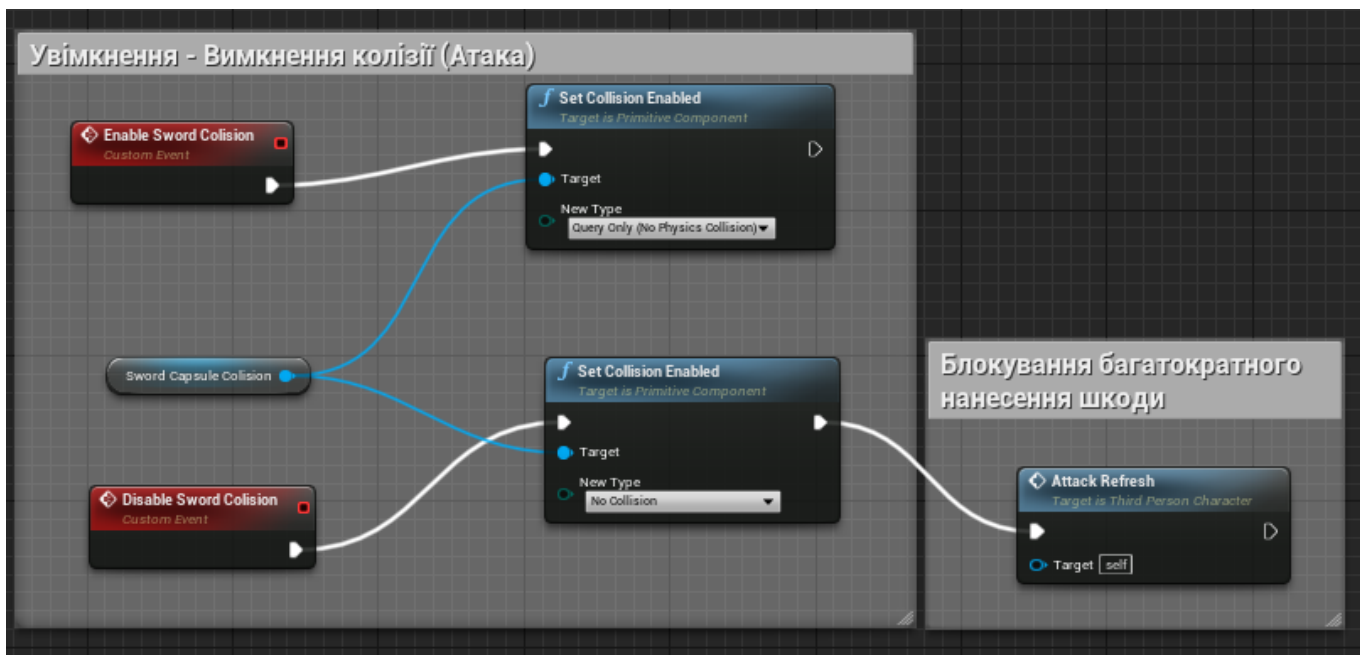 Увімкнення - Вимкнення колізії (Атака)
Enable Sword Colision
Custom Event
Set Collision Enabled
Target is Primitive Component
Target
New Type
Query Only (No Physics Collision)
Sword Capsule Colision
Disable Sword Colision
Custom Event
Set Collision Enabled
Target is Primitive Component
Target
New Type
No Collision
Блокування багатократного
нанесення шкоди
Attack Refresh
Target is Third Person Character
Target self